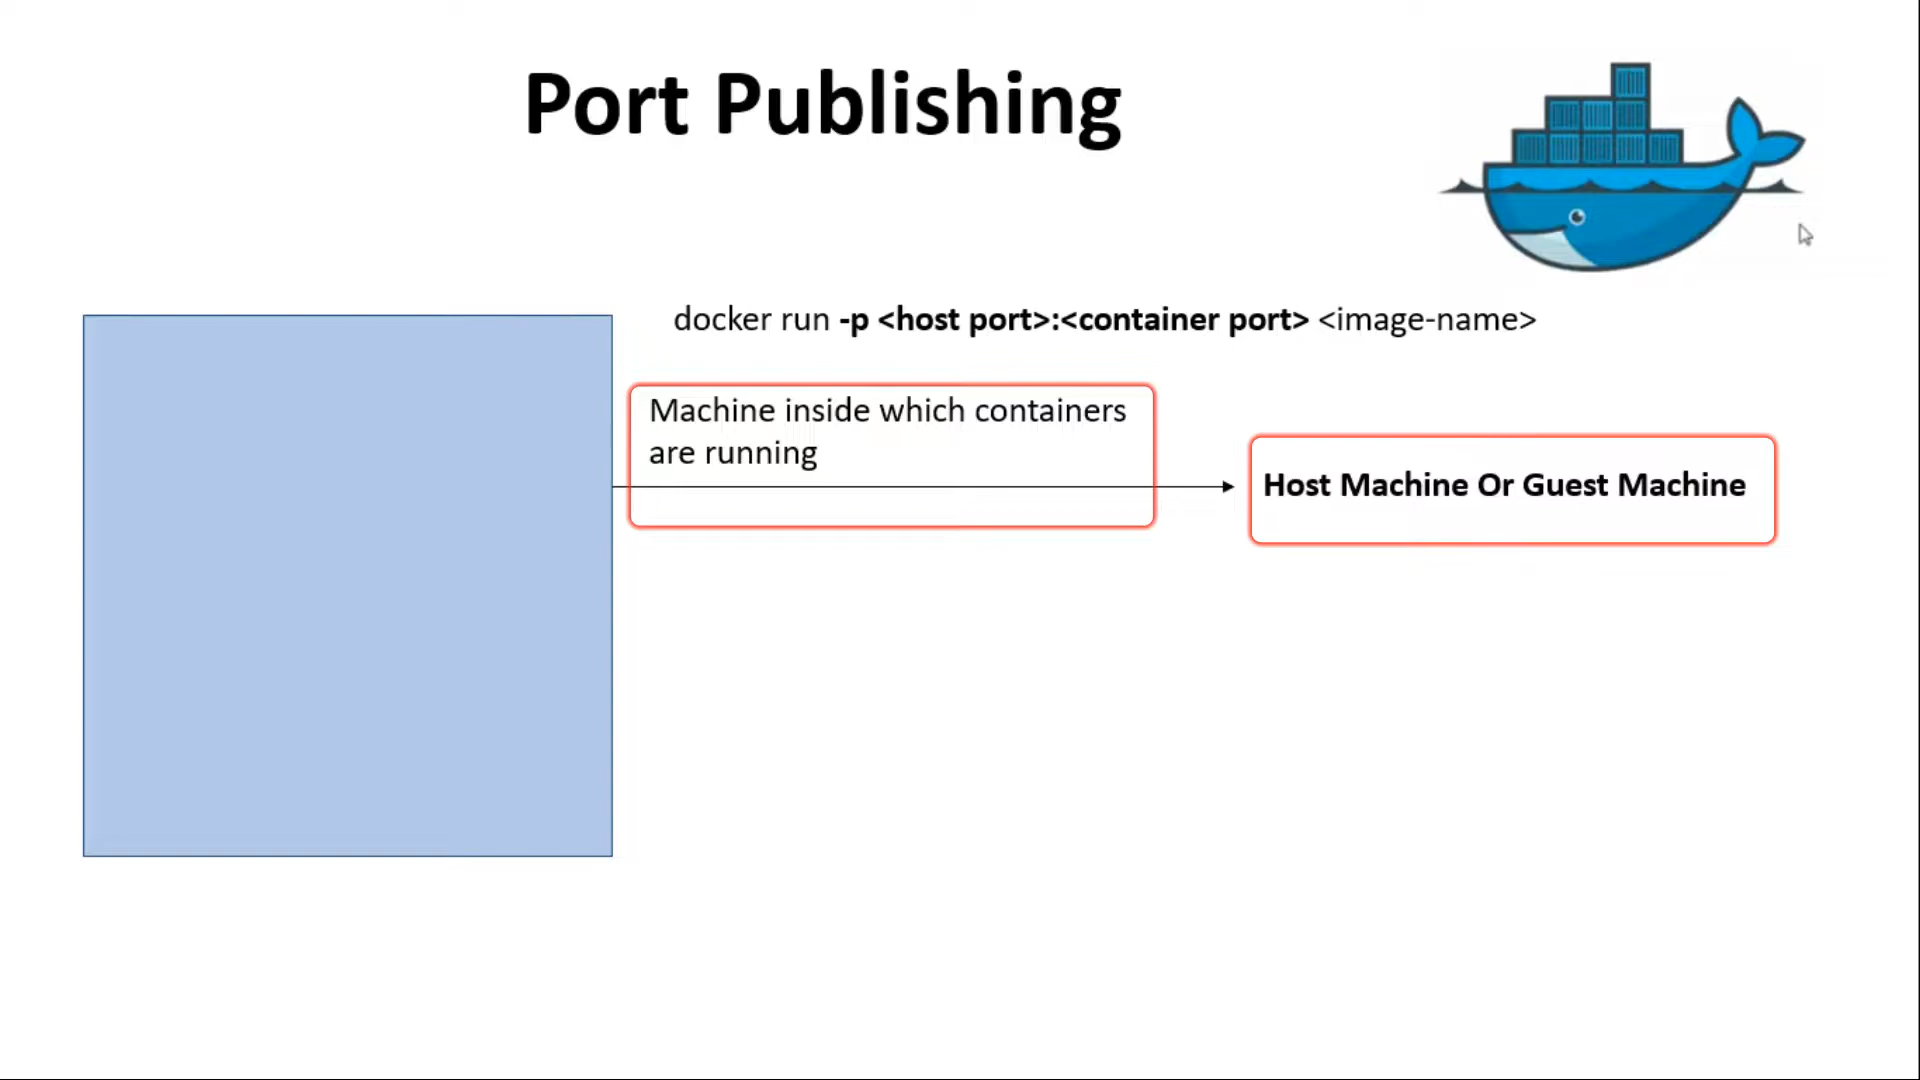 Port Publishing
docker run -p <host port>:<container port> <image-name>
Machine inside which containers
are running
Host Machine Or Guest Machine